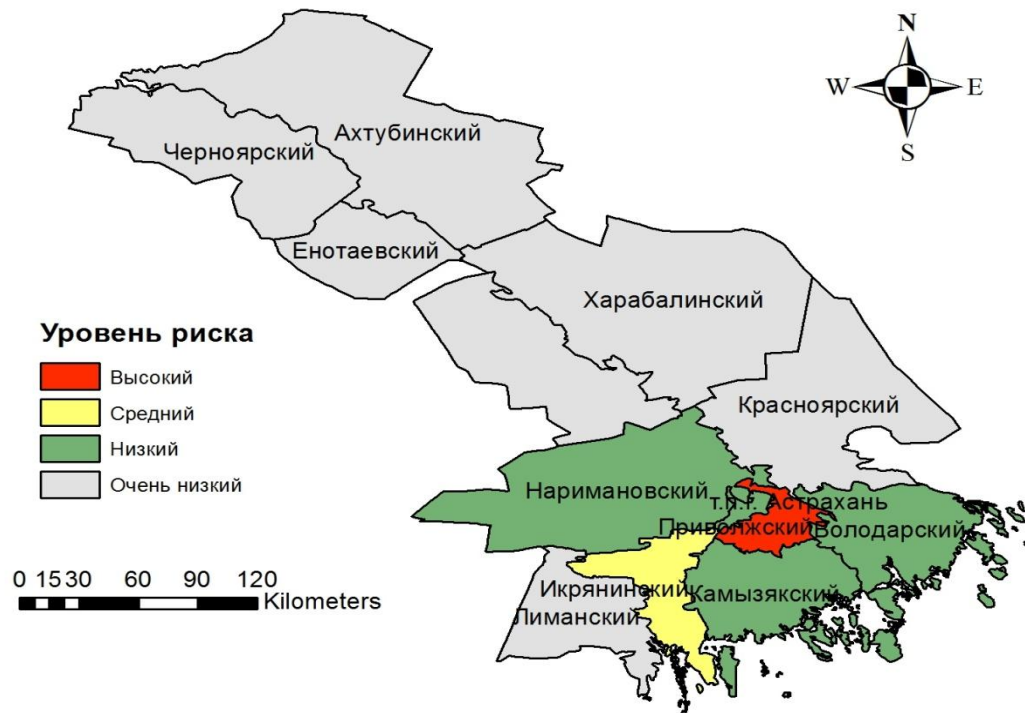 N
W E
S
Ахтубинский
Черноярский
Енотаевский
Харабалинский
Уровень риска
Высокий
Средний
Низкий
Очень низкий
Красноярский
Наримановский
т.п.г. Астрахань
Приволжский
Володарский
Икрянинский
Камызякский
Лиманский
0 15 30 60 90 120
Kilometers